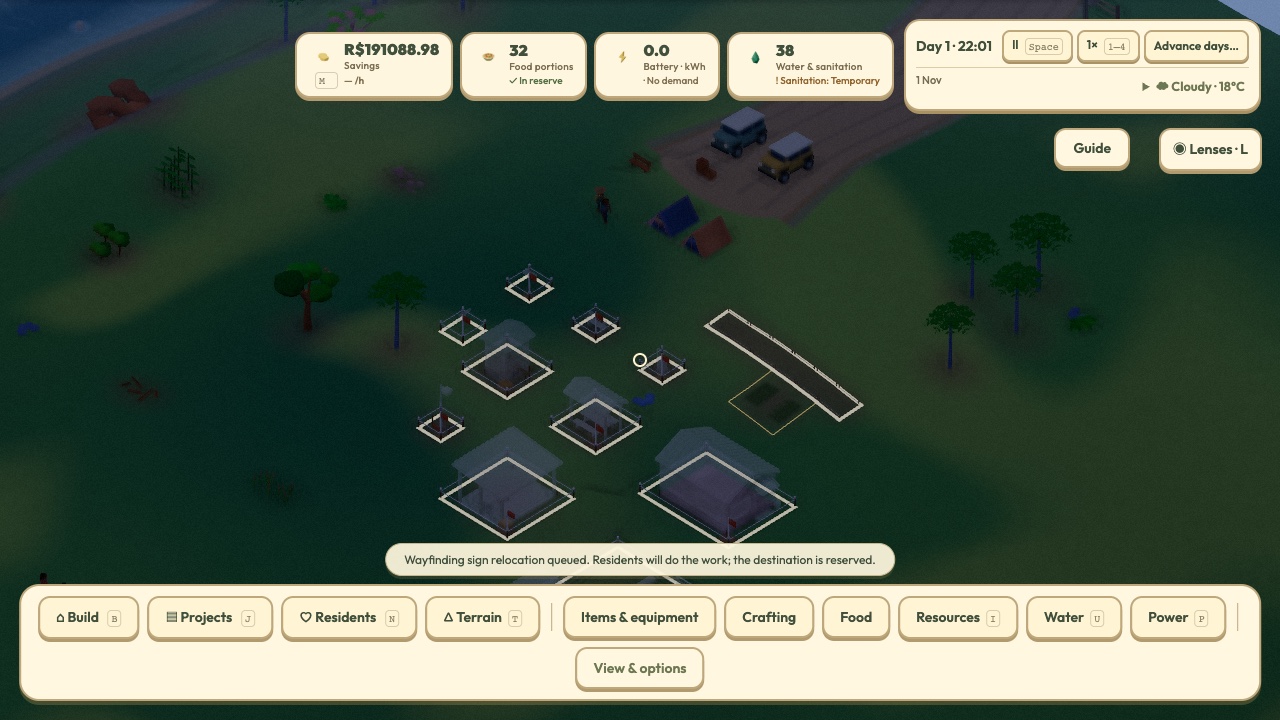 R$191088.98
Savings
M — /h
32
Food portions
✓ In reserve
0.0
Battery · kWh
· No demand
38
Water & sanitation
! Sanitation: Temporary
Day 1 · 22:01
II Space
1× 1–4
Advance days…
1 Nov
▶ Cloudy · 18°C
Guide
◉ Lenses · L
Wayfinding sign relocation queued. Residents will do the work; the destination is reserved.
⌂ Build B
▤ Projects J
♡ Residents N
△ Terrain T
Items & equipment
Crafting
Food
Resources I
Water U
Power P
View & options